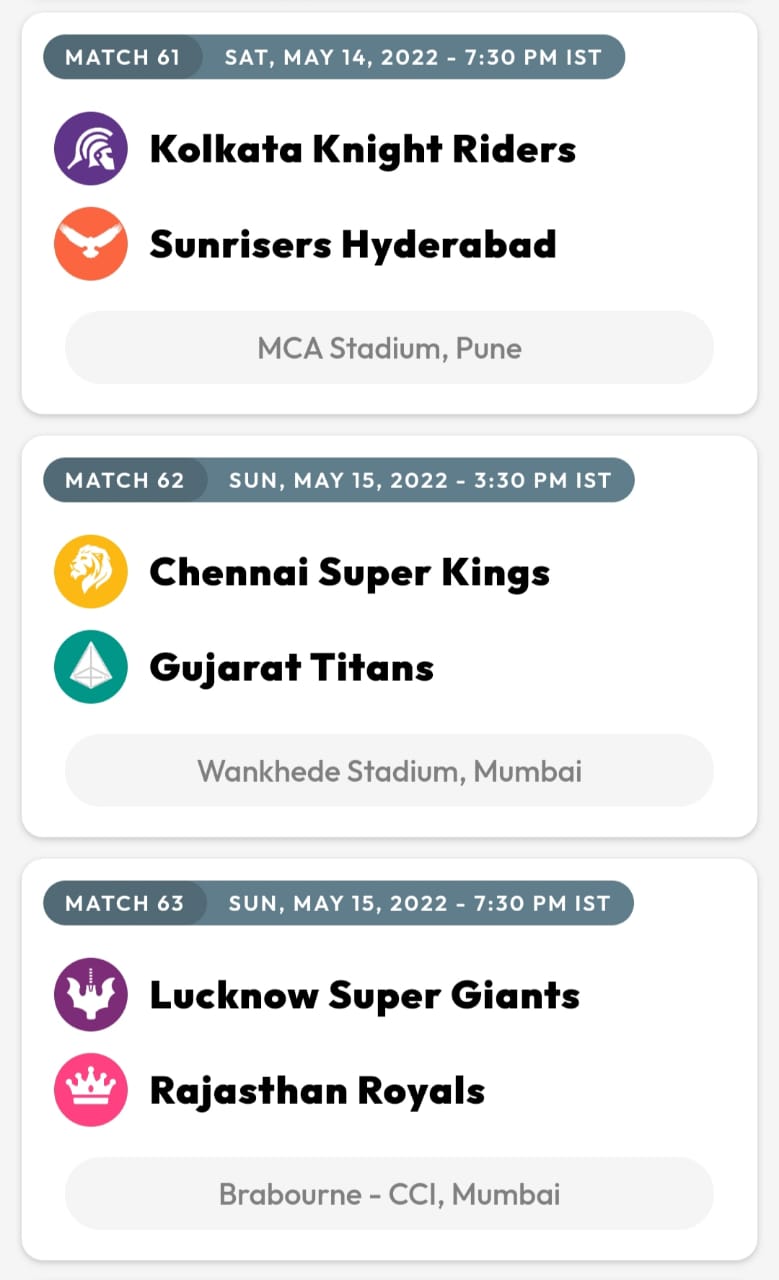 MATCH 61 SAT, MAY 14, 2022 - 7:30 PM IST
Kolkata Knight Riders
Sunrisers Hyderabad
MCA Stadium, Pune
MATCH 62 SUN, MAY 15, 2022 - 3:30 PM IST
Chennai Super Kings
Gujarat Titans
Wankhede Stadium, Mumbai
MATCH 63 SUN, MAY 15, 2022 - 7:30 PM IST
Lucknow Super Giants
Rajasthan Royals
Brabourne - CCI, Mumbai